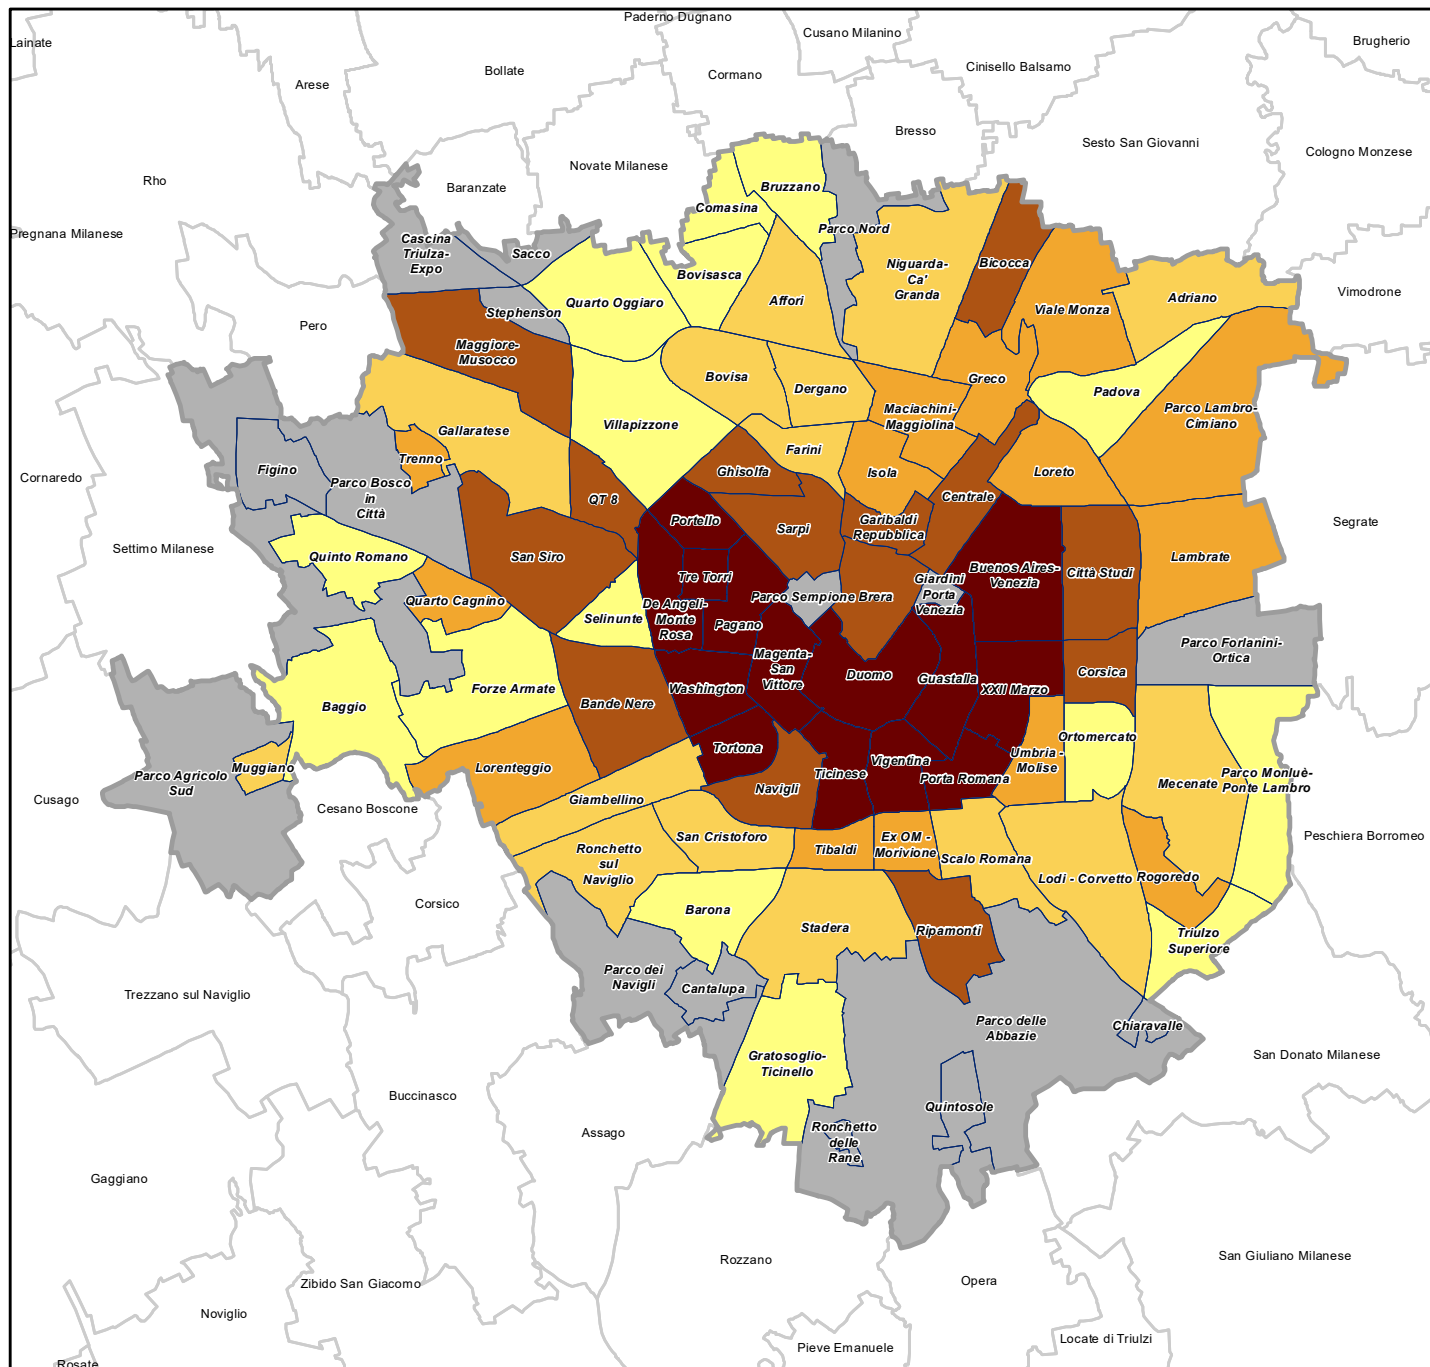 Paderno Dugnano
Cusano Milanino
Lainate
Brugherio
Bollate
Cinisello Balsamo
Cormano
Arese
Bresso
Sesto San Giovanni
Cologno Monzese
Novate Milanese
Rho
Baranzate
Bruzzano
Comasina
Pregnana Milanese
Parco Nord
Cascina
Triulza-
Expo
Sacco
Niguarda-
Ca'
Granda
Bicocca
Bovisasca
Vimodrone
Quarto Oggiaro
Affori
Adriano
Viale Monza
Stephenson
Pero
Maggiore-
Musocco
Bovisa
Dergano
Greco
Padova
Maciachini-
Maggiolina
Parco Lambro-
Cimiano
Villapizzone
Gallaratese
Farini
Trenno
Figino
Ghisolfa
Isola
Loreto
Cornaredo
Parco Bosco
in
Città
QT 8
Centrale
Portello
Sarpi
Garibaldi
Repubblica
Segrate
Settimo Milanese
Quinto Romano
San Siro
Lambrate
Buenos Aires-
Venezia
Città Studi
Tre Torri
Giardini
Porta
Venezia
Parco Sempione
Brera
Quarto Cagnino
De Angeli-
Monte
Rosa
Selinunte
Pagano
Parco Forlanini-
Ortica
Magenta-
San
Vittore
Duomo
Guastalla
Corsica
Forze Armate
Washington
XXII Marzo
Bande Nere
Baggio
Ortomercato
Tortona
Umbria -
Molise
Vigentina
Muggiano
Lorenteggio
Ticinese
Porta Romana
Parco Agricolo
Sud
Navigli
Mecenate
Parco Monluè-
Ponte Lambro
Cusago
Giambellino
Cesano Boscone
Peschiera Borromeo
San Cristoforo
Tibaldi
Ex OM -
Morivione
Ronchetto
sul
Naviglio
Scalo Romana
Lodi - Corvetto
Rogoredo
Corsico
Barona
Stadera
Ripamonti
Triulzo
Superiore
Parco dei
Navigli
Cantalupa
Trezzano sul Naviglio
Parco delle
Abbazie
Chiaravalle
San Donato Milanese
Gratosoglio-
Ticinello
Buccinasco
Quintosole
Assago
Ronchetto
delle
Rane
Gaggiano
Rozzano
San Giuliano Milanese
Zibido San Giacomo
Opera
Noviglio
Locate di Triulzi
Pieve Emanuele
Rosate